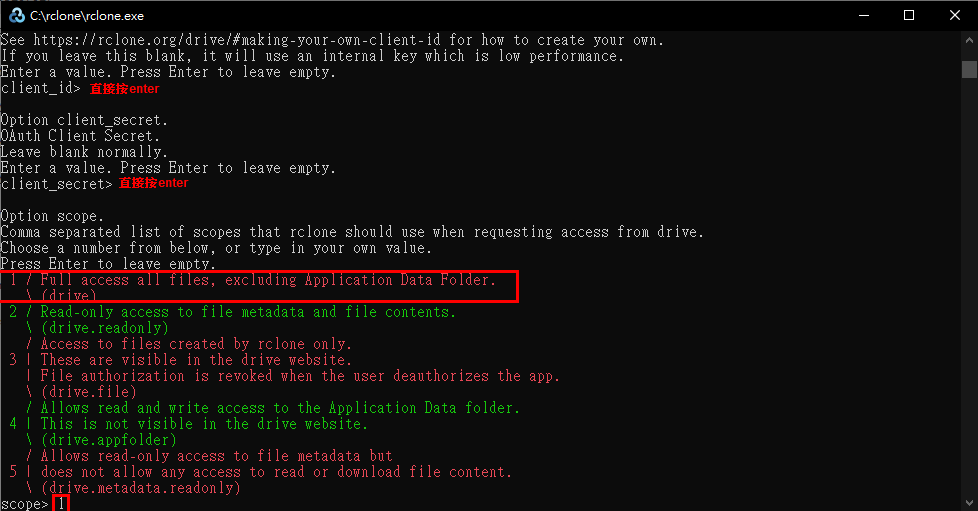 C:\rclone\rclone.exe
See https://rclone.org/drive/#making-your-own-client-id for how to create your own.
If you leave this blank, it will use an internal key which is low performance.
Enter a value. Press Enter to leave empty.
client_id> 直接按enter
Option client_secret.
OAuth Client Secret.
Leave blank normally.
Enter a value. Press Enter to leave empty.
client_secret> 直接按enter
Option scope.
Comma separated list of scopes that rclone should use when requesting access from drive.
Choose a number from below, or type in your own value.
Press Enter to leave empty.
1 / Full access all files, excluding Application Data Folder.
\ (drive)
2 / Read-only access to file metadata and file contents.
\ (drive.readonly)
/ Access to files created by rclone only.
3 | These are visible in the drive website.
| File authorization is revoked when the user deauthorizes the app.
\ (drive.file)
/ Allows read and write access to the Application Data folder.
4 | This is not visible in the drive website.
\ (drive.appfolder)
/ Allows read-only access to file metadata but
5 | does not allow any access to read or download file content.
\ (drive.metadata.readonly)
scope> 1